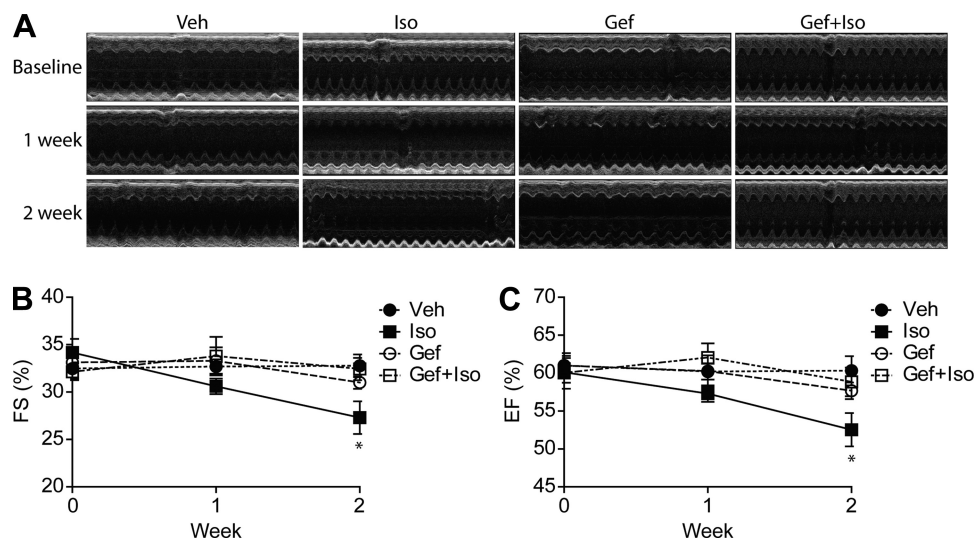 A
Veh Iso Gef Gef+Iso
Baseline
1 week
2 week
B
40
35
30
25
20
FS (%)
0 1 2
Week
Veh
Iso
Gef
Gef+Iso
*
C
70
65
60
55
50
45
EF (%)
0 1 2
Week
Veh
Iso
Gef
Gef+Iso
*